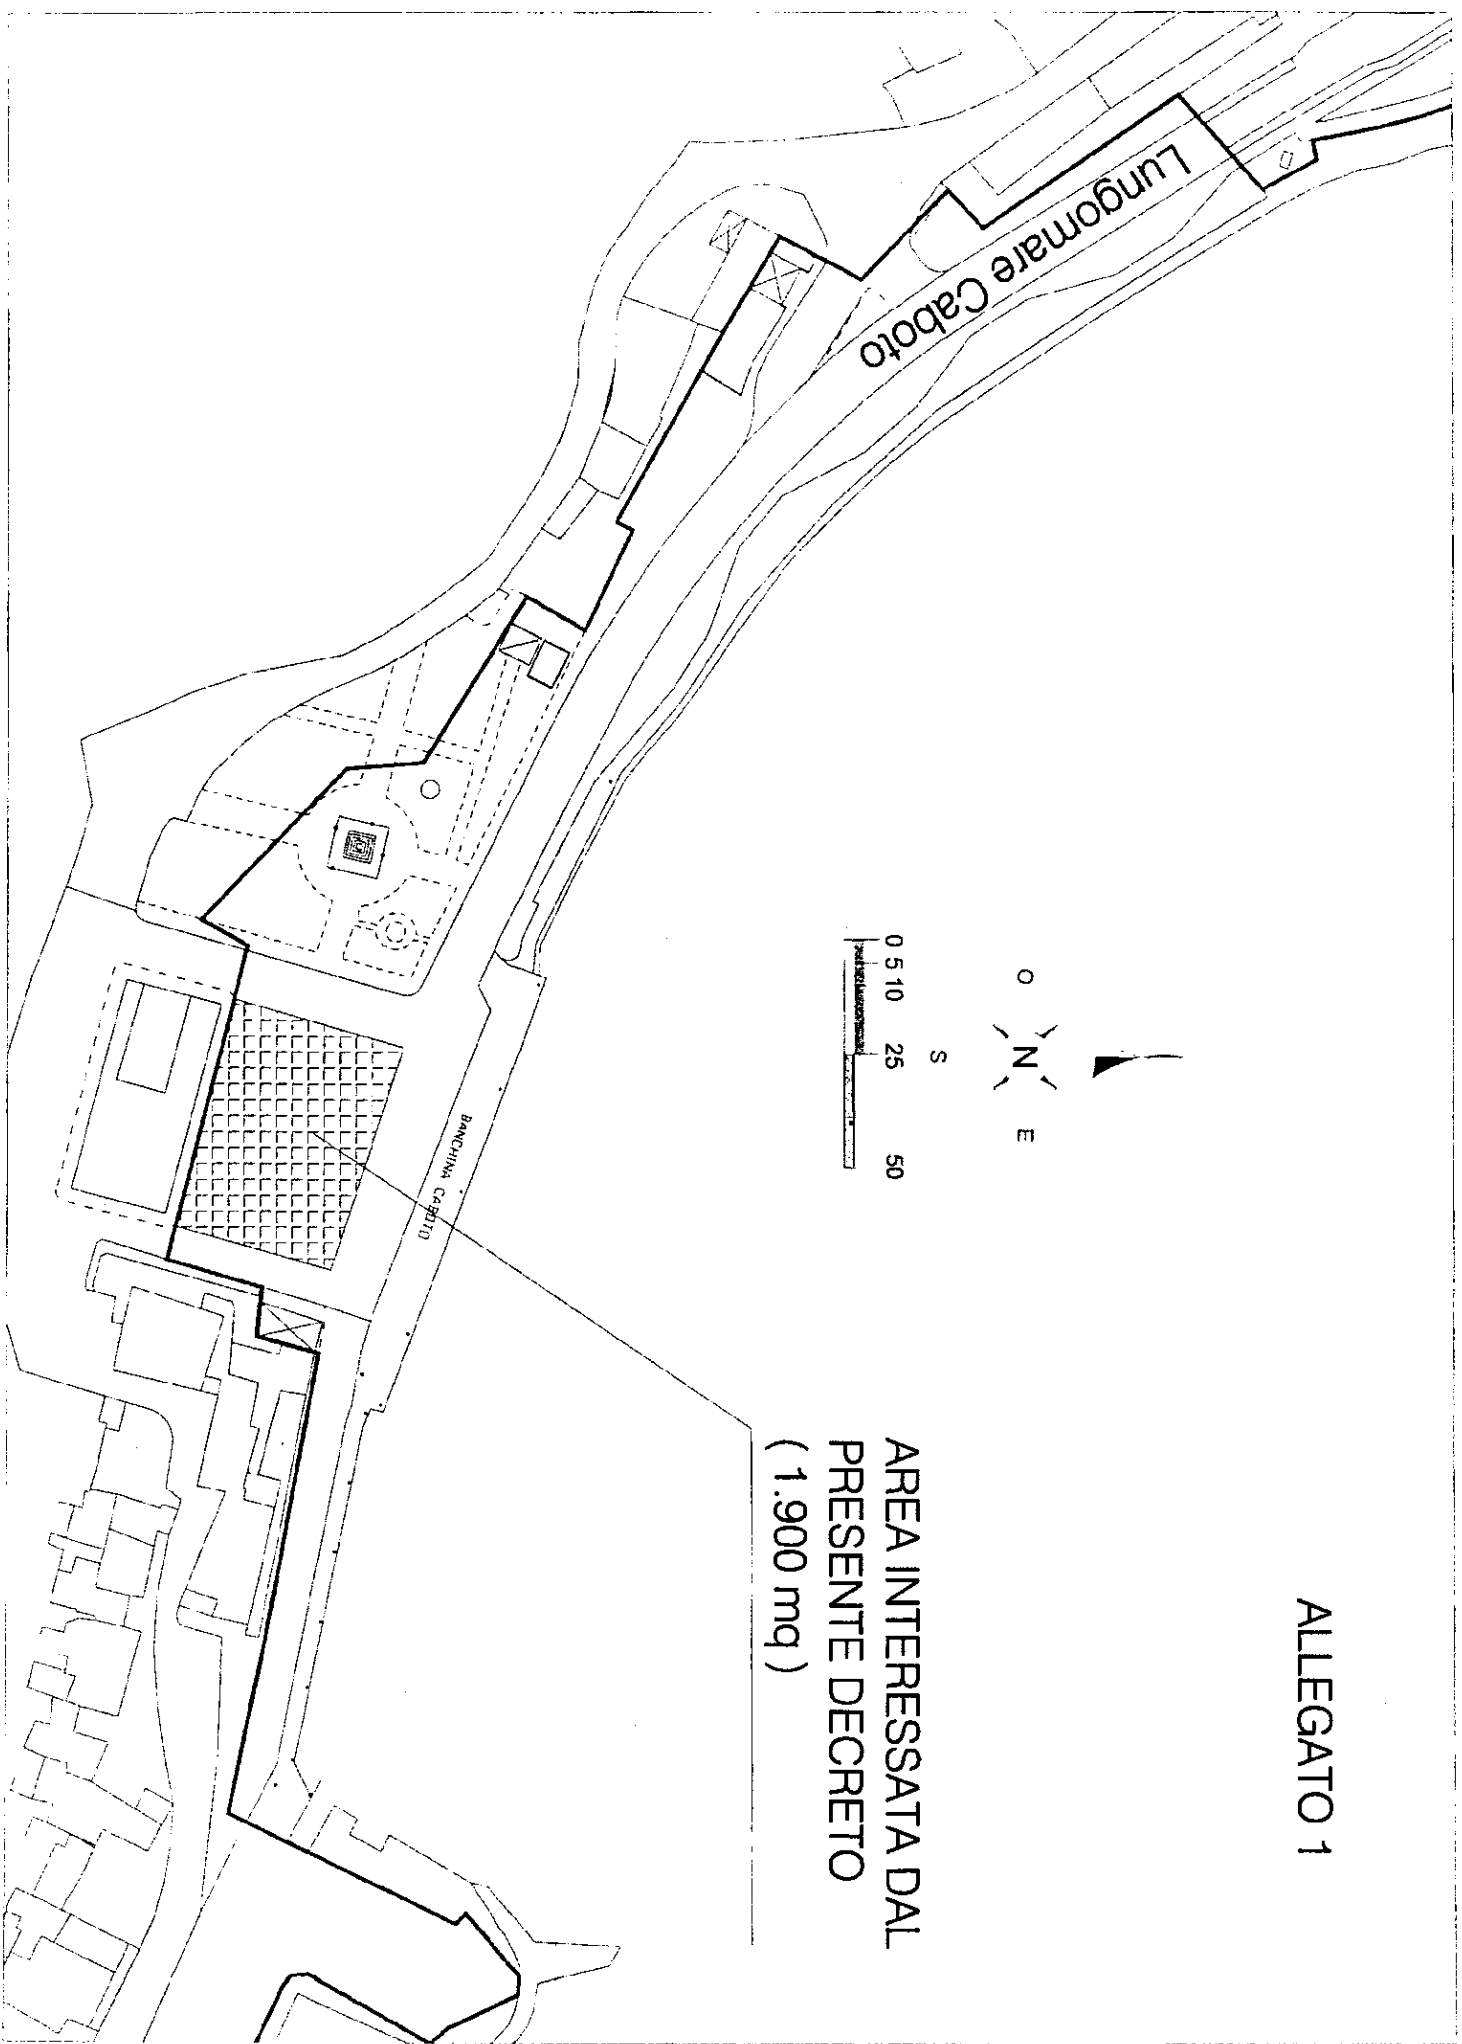 ALLEGATO 1
Lungomare Caboto
O
N
E
S
0 5 10 25 50
AREA INTERESSATA DAL
PRESENTE DECRETO
( 1.900 mq )
BANCHINA CABOTO